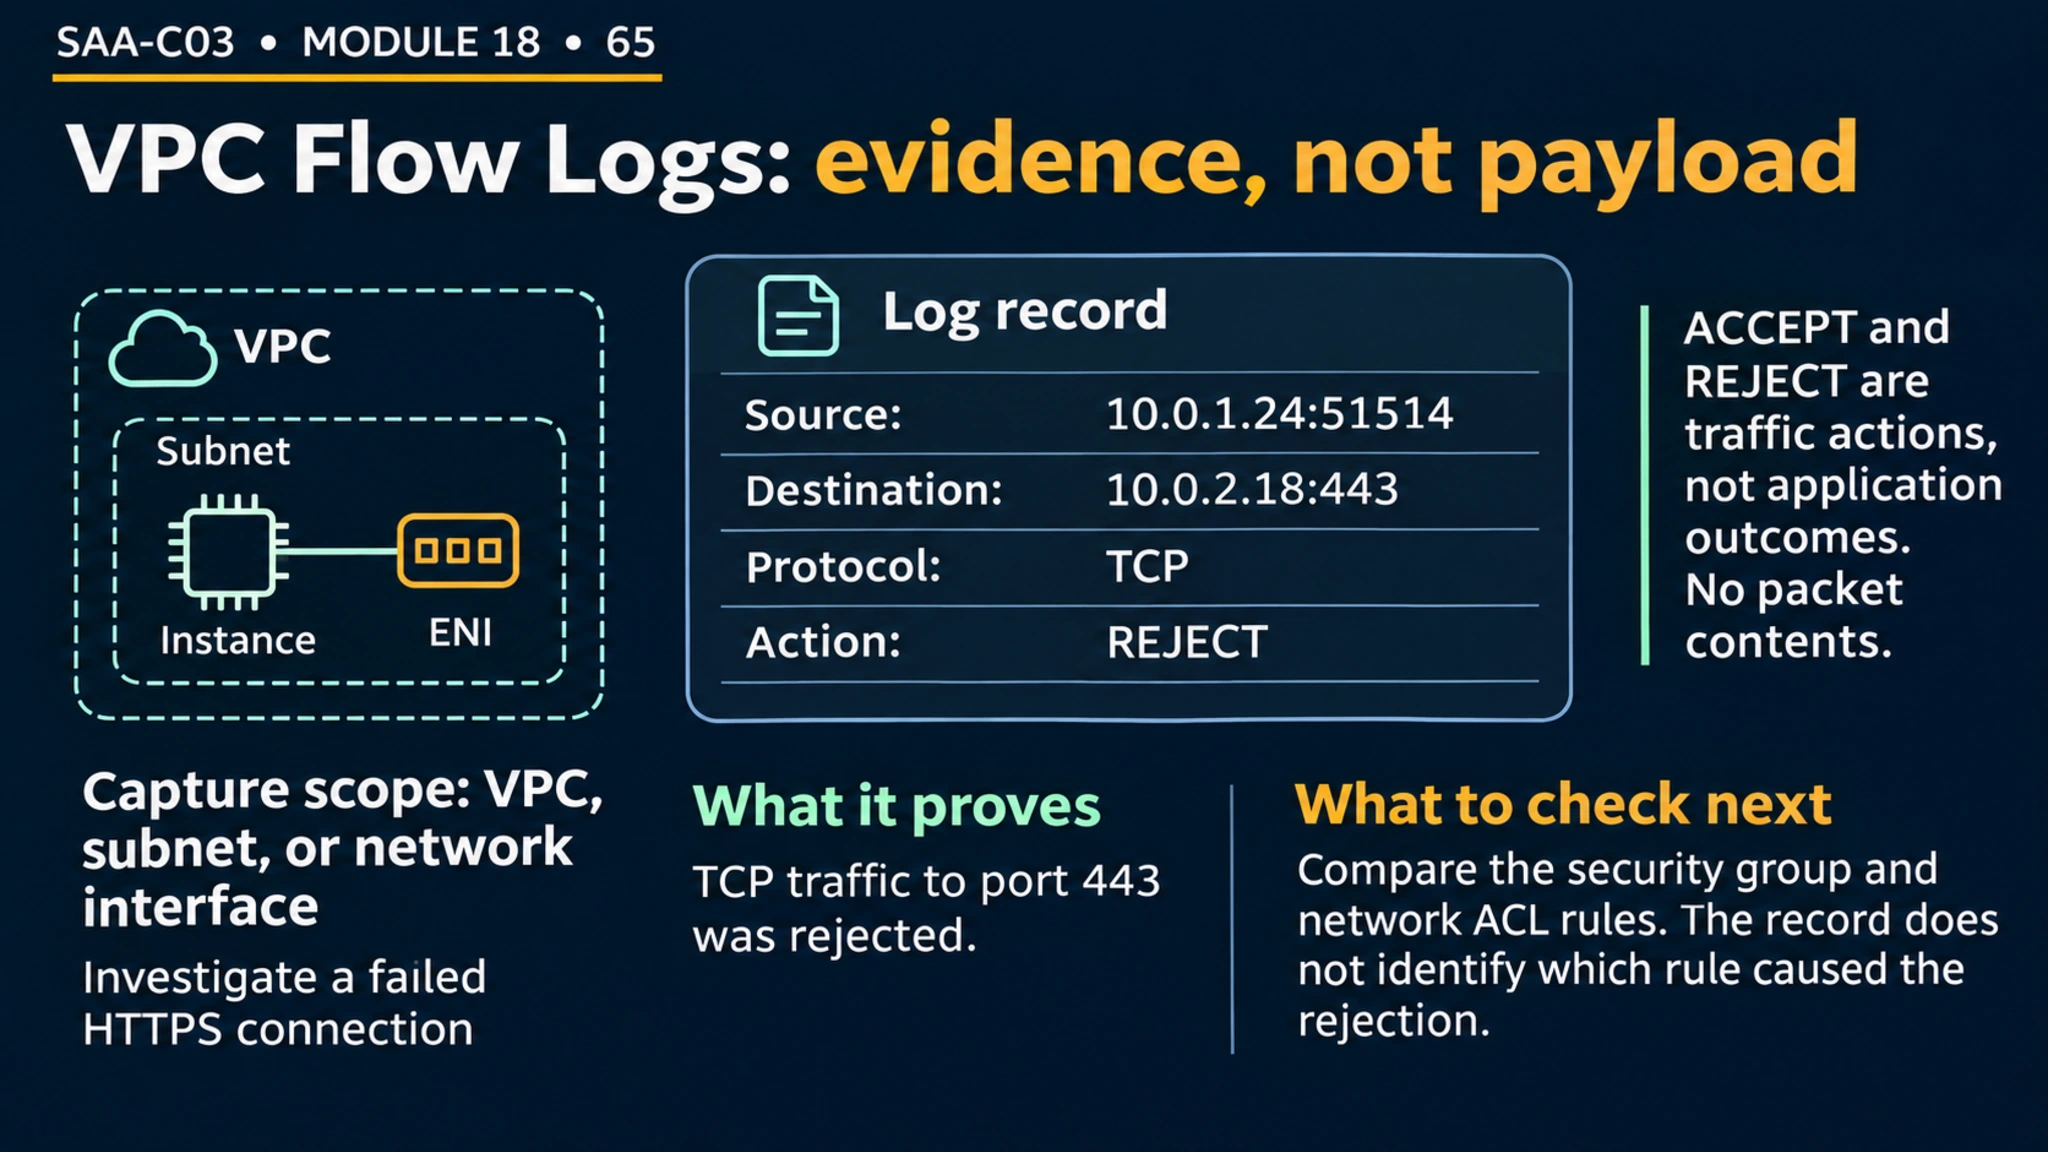 SAA-C03 • MODULE 18 • 65
VPC Flow Logs: evidence, not payload
VPC
Subnet
Instance
ENI
Log record
Source: 10.0.1.24:51514
Destination: 10.0.2.18:443
Protocol: TCP
Action: REJECT
ACCEPT and
REJECT are
traffic actions,
not application
outcomes.
No packet
contents.
Capture scope: VPC,
subnet, or network
interface
Investigate a failed
HTTPS connection
What it proves
TCP traffic to port 443
was rejected.
What to check next
Compare the security group and
network ACL rules. The record does
not identify which rule caused the
rejection.